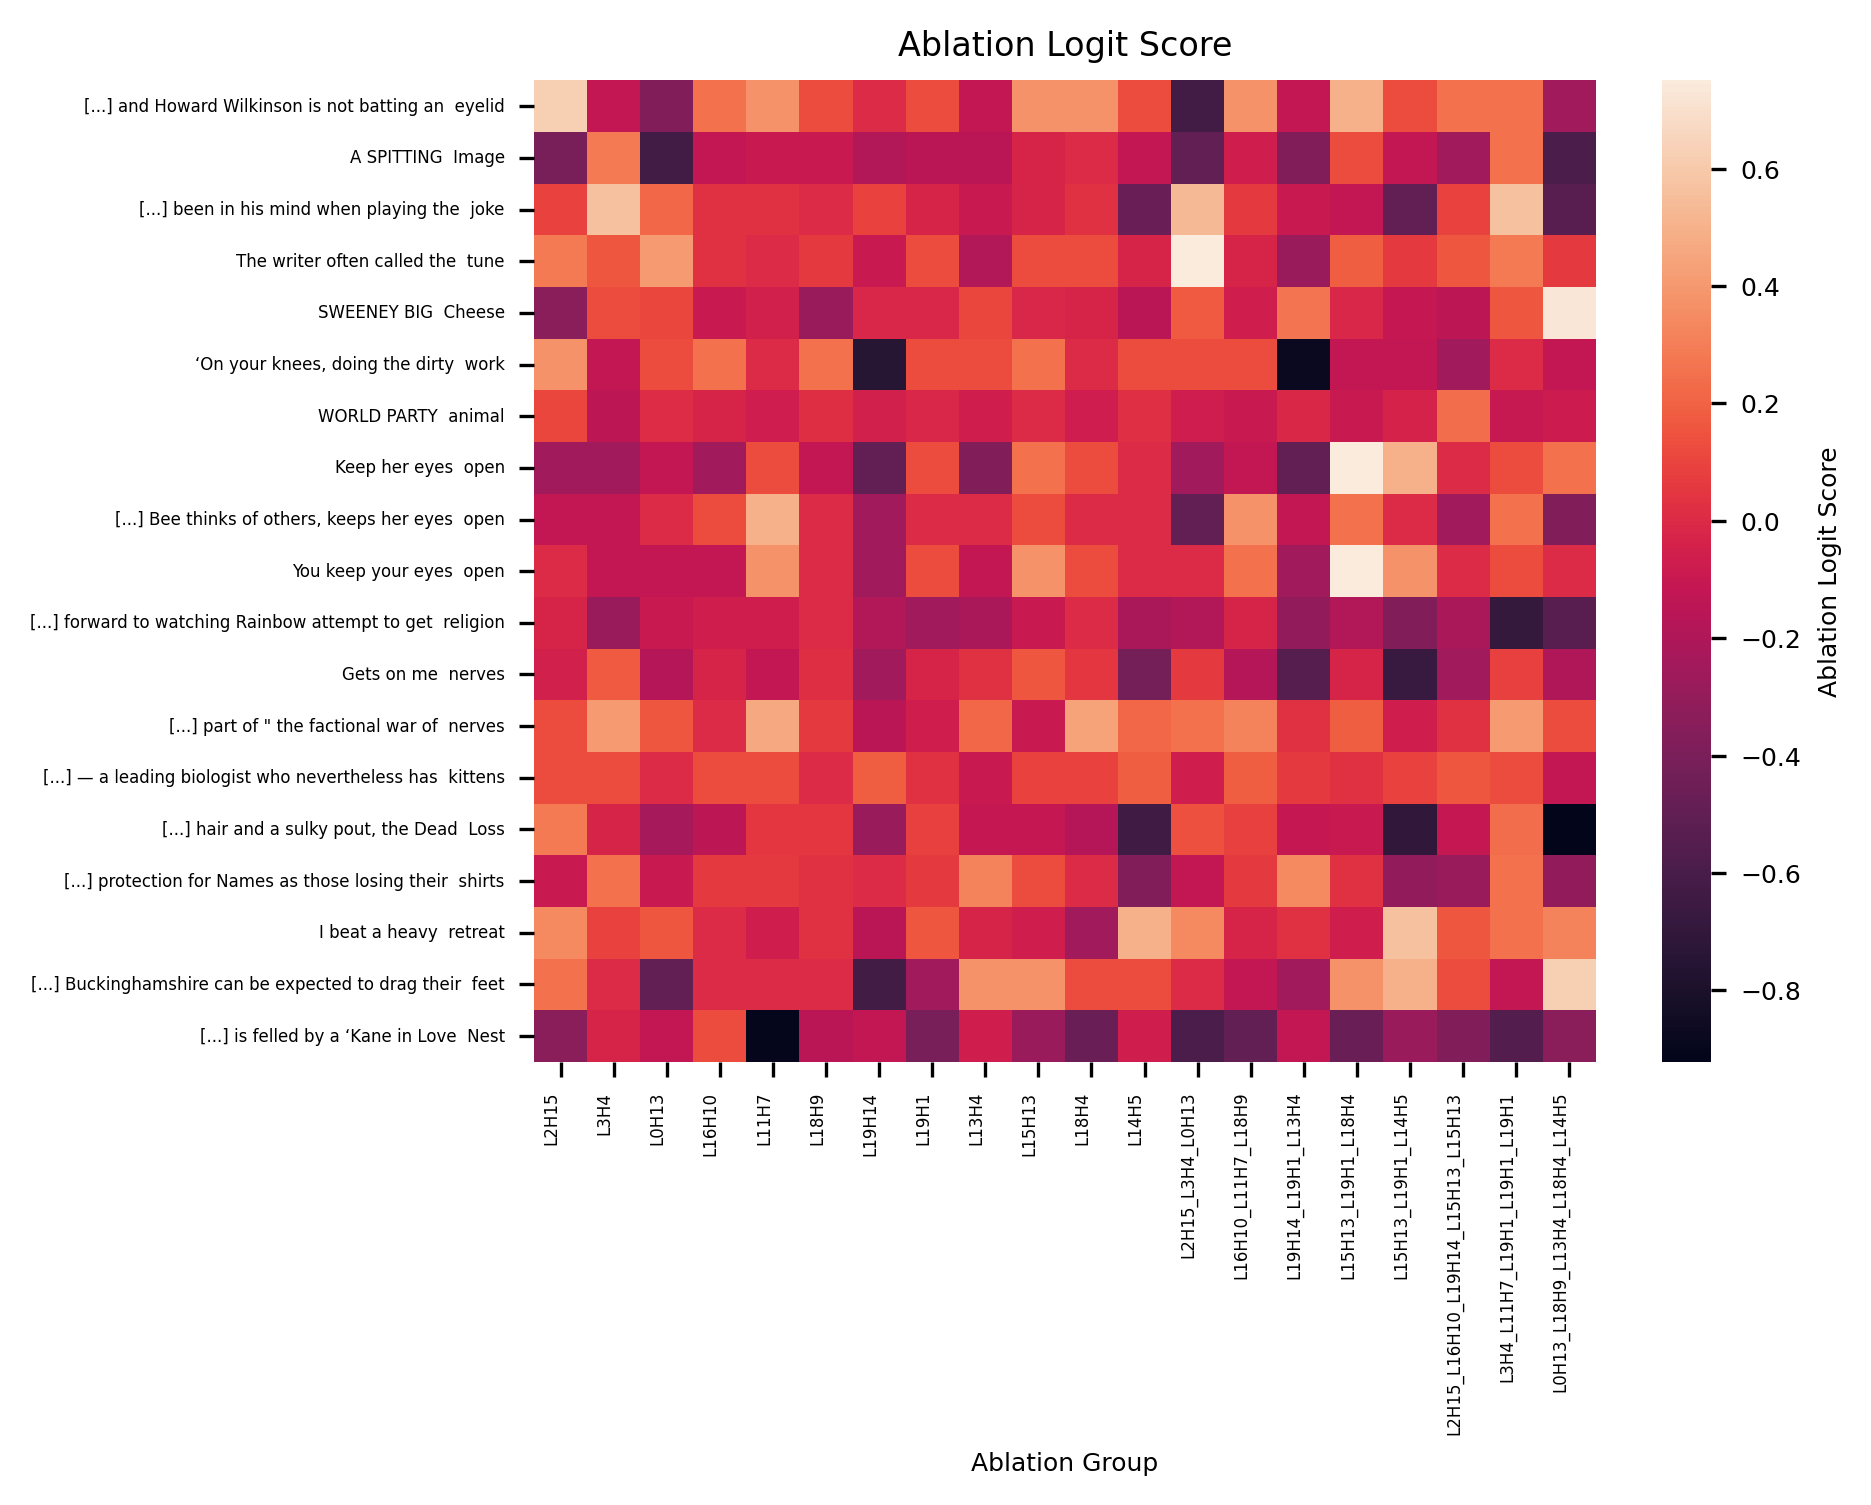 Ablation Logit Score
[...] and Howard Wilkinson is not batting an  eyelid
A SPITTING  Image
[...] been in his mind when playing the  joke
The writer often called the  tune
SWEENEY BIG  Cheese
‘On your knees, doing the dirty  work
WORLD PARTY  animal
Keep her eyes  open
[...] Bee thinks of others, keeps her eyes  open
You keep your eyes  open
[...] forward to watching Rainbow attempt to get  religion
Gets on me  nerves
[...] part of " the factional war of  nerves
[...] — a leading biologist who nevertheless has  kittens
[...] hair and a sulky pout, the Dead  Loss
[...] protection for Names as those losing their  shirts
I beat a heavy  retreat
[...] Buckinghamshire can be expected to drag their  feet
[...] is felled by a ‘Kane in Love  Nest
L2H15
L3H4
L0H13
L16H10
L11H7
L18H9
L19H14
L19H1
L13H4
L15H13
L18H4
L14H5
L2H15_L3H4_L0H13
L16H10_L11H7_L18H9
L19H14_L19H1_L13H4
L15H13_L19H1_L18H4
L15H13_L19H1_L14H5
L2H15_L16H10_L19H14_L15H13_L15H13
L3H4_L11H7_L19H1_L19H1
L0H13_L18H9_L13H4_L18H4_L14H5
Ablation Group
0.6
0.4
0.2
0.0
−0.2
−0.4
−0.6
−0.8
Ablation Logit Score